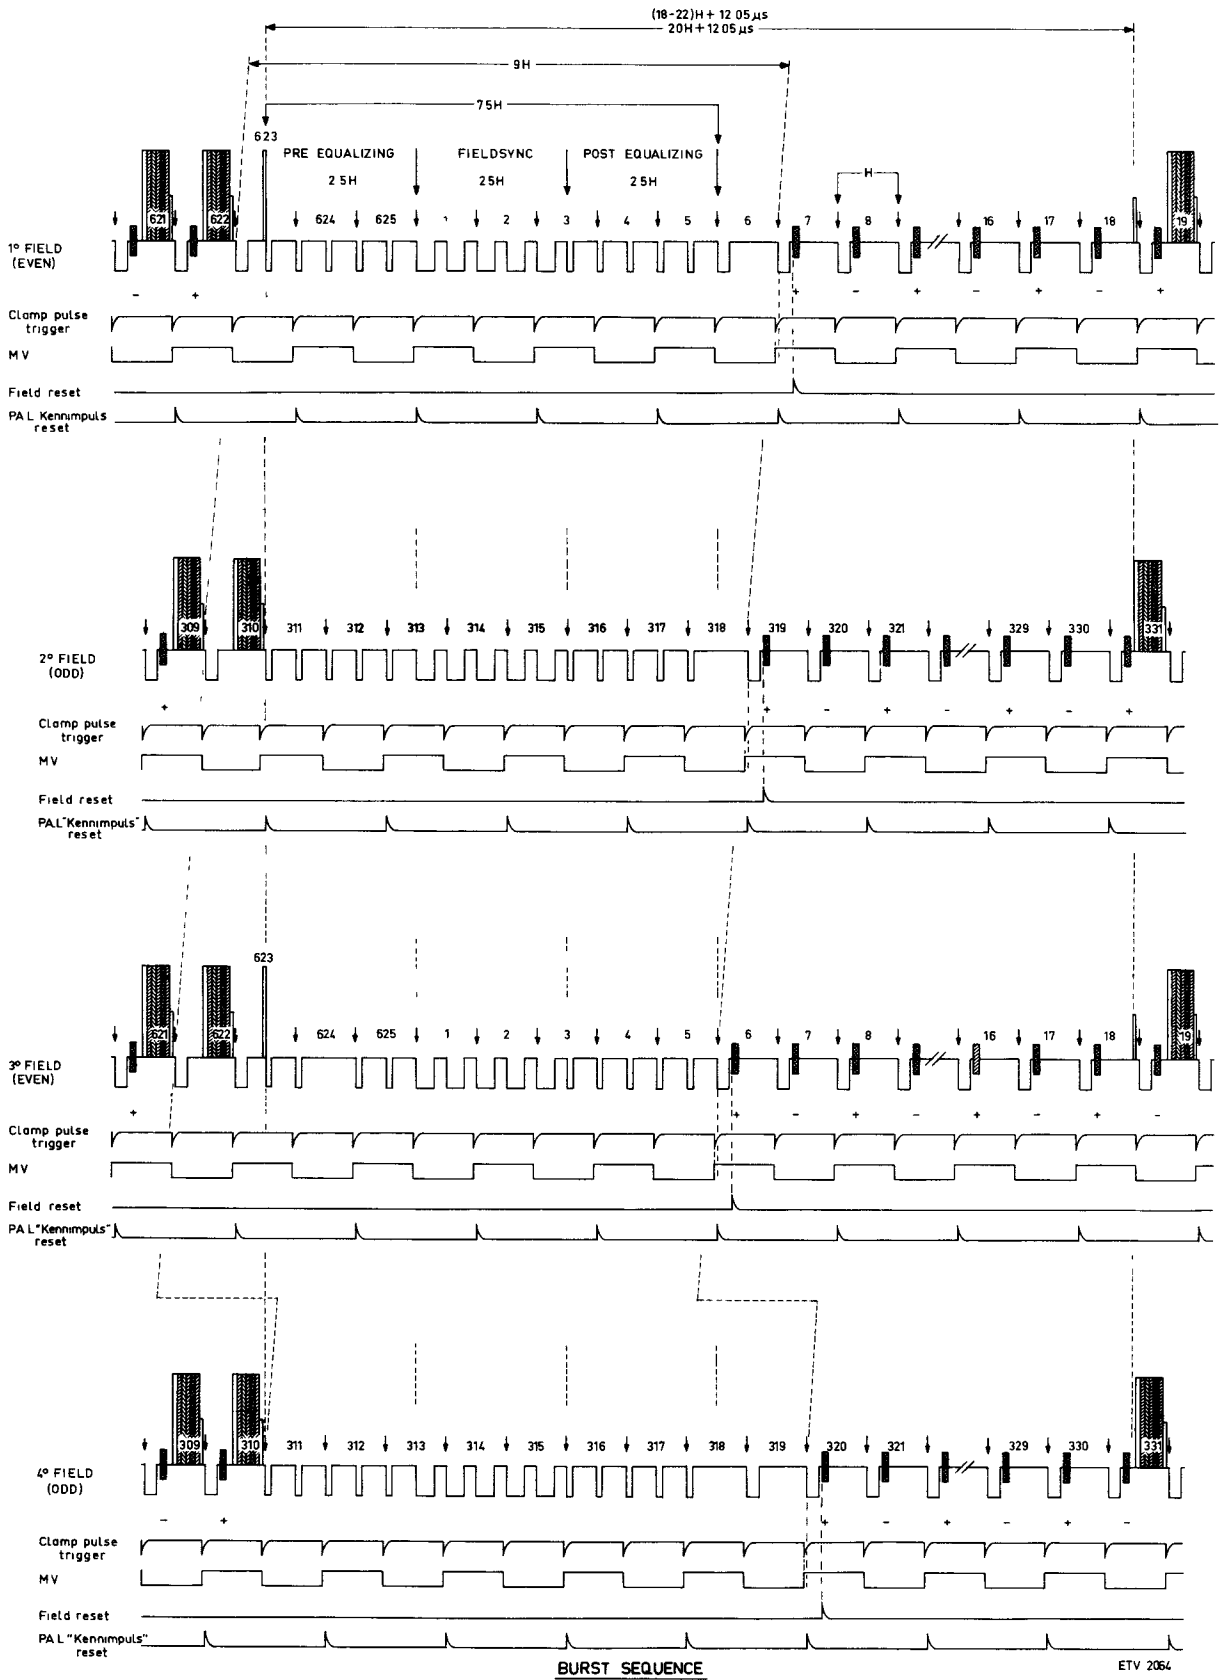 (18-22)H + 12 05 µs
20H + 12 05 µs
9H
7 5H
623
PRE EQUALIZING FIELDSYNC POST EQUALIZING
2 5H 2 5H 2 5H
H
621 622 624 625 1 2 3 4 5 6 7 8 16 17 18 19
1° FIELD
(EVEN)
- + + - + - + - +
Clamp pulse
trigger
MV
Field reset
PAL Kennimpuls
reset
309 310 311 312 313 314 315 316 317 318 319 320 321 329 330 331
2° FIELD
(ODD)
+ + - + - + - +
Clamp pulse
trigger
MV
Field reset
PAL "Kennimpuls"
reset
623
621 622 624 625 1 2 3 4 5 6 7 8 16 17 18 19
3° FIELD
(EVEN)
+ + - + - + - + -
Clamp pulse
trigger
MV
Field reset
PAL "Kennimpuls"
reset
309 310 311 312 313 314 315 316 317 318 319 320 321 329 330 331
4° FIELD
(ODD)
- + + - + - + -
Clamp pulse
trigger
MV
Field reset
PAL "Kennimpuls"
reset
BURST SEQUENCE
ETV 2064